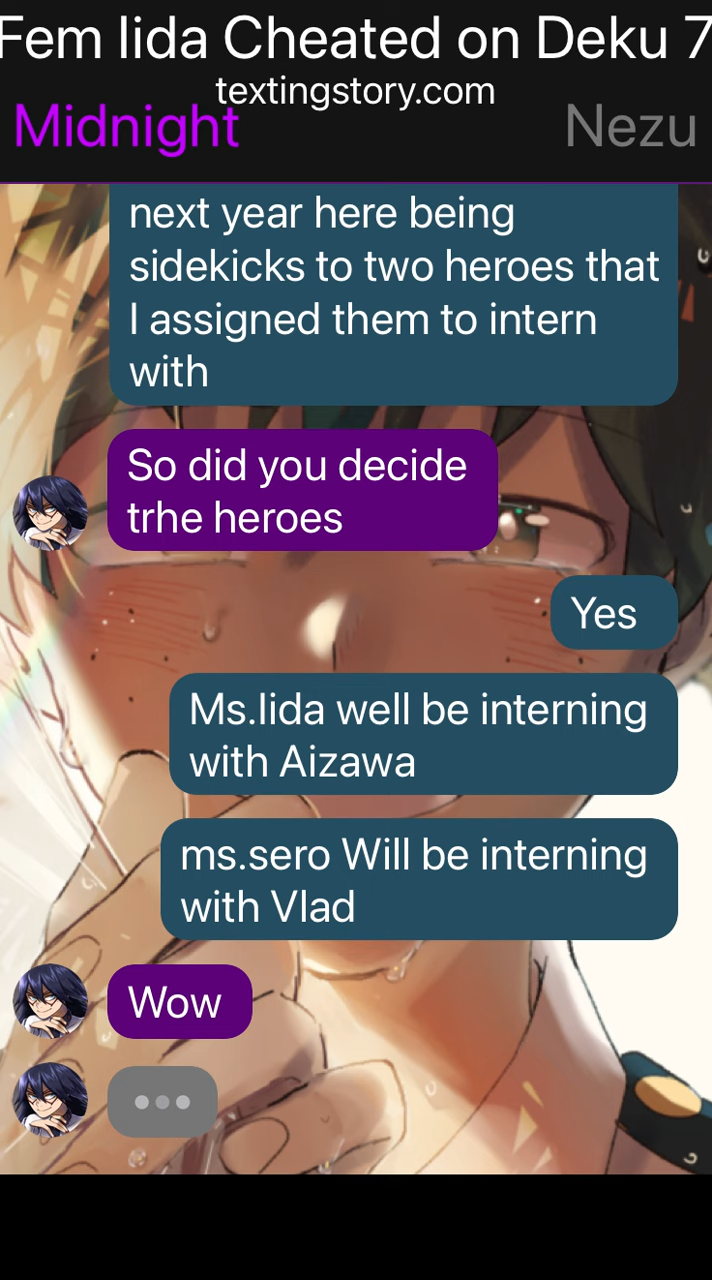 Fem Iida Cheated on Deku 7
textingstory.com
Midnight
Nezu
next year here being
sidekicks to two heroes that
I assigned them to intern
with
So did you decide
trhe heroes
Yes
Ms.Iida well be interning
with Aizawa
ms.sero Will be interning
with Vlad
Wow